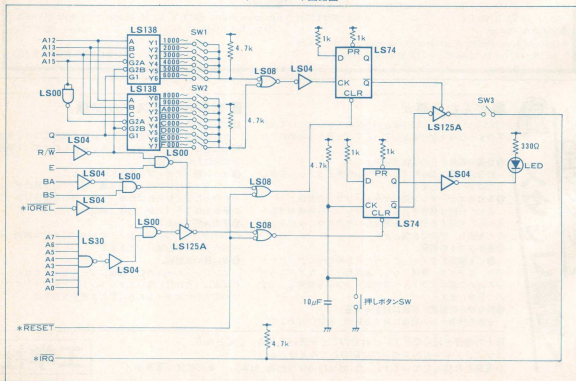 LS138
SW1
A12
A13
A14
A15
A
B
C
G2A
G2B
G1
Y1
Y2
Y3
Y4
Y5
Y6
1000~
2000~
3000~
4000~
5000~
6000~
4.7k
LS08
LS04
1k
1k
PR
LS74
D
Q
CK
Q̅
CLR
LS00
LS138
SW2
A
B
C
G2A
G2B
G1
Y0
Y1
Y2
Y3
Y4
Y5
Y6
Y7
8000~
9000~
A000~
B000~
C000~
D000~
E000~
F000~
4.7k
Q
R/W̅
LS04
E
LS00
BA
LS04
BS
LS00
LS08
LS125A
SW3
4.7k
1k
1k
PR
D
Q
CK
Q̅
CLR
LS74
LS04
330Ω
LED
*I̅O̅R̅E̅L̅
LS04
LS00
LS125A
LS08
LS30
A7
A6
A5
A4
A3
A2
A1
A0
LS04
10μF
押しボタンSW
*R̅E̅S̅E̅T̅
4.7k
*I̅R̅Q̅